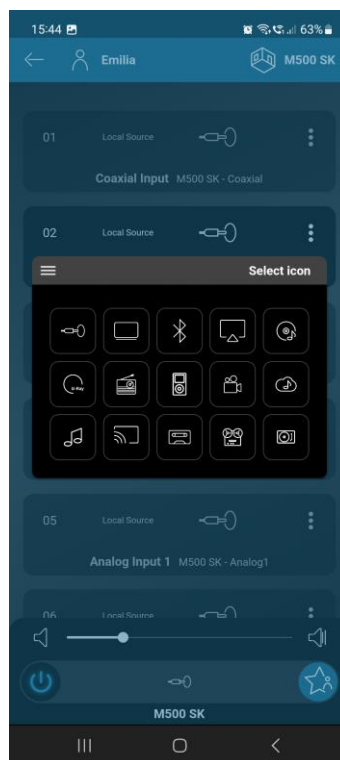 15:44 63%
Emilia M500 SK
01 Local Source
Coaxial Input M500 SK - Coaxial
02 Local Source
Select icon
05 Local Source
Analog Input 1 M500 SK - Analog1
06 Local Source
M500 SK